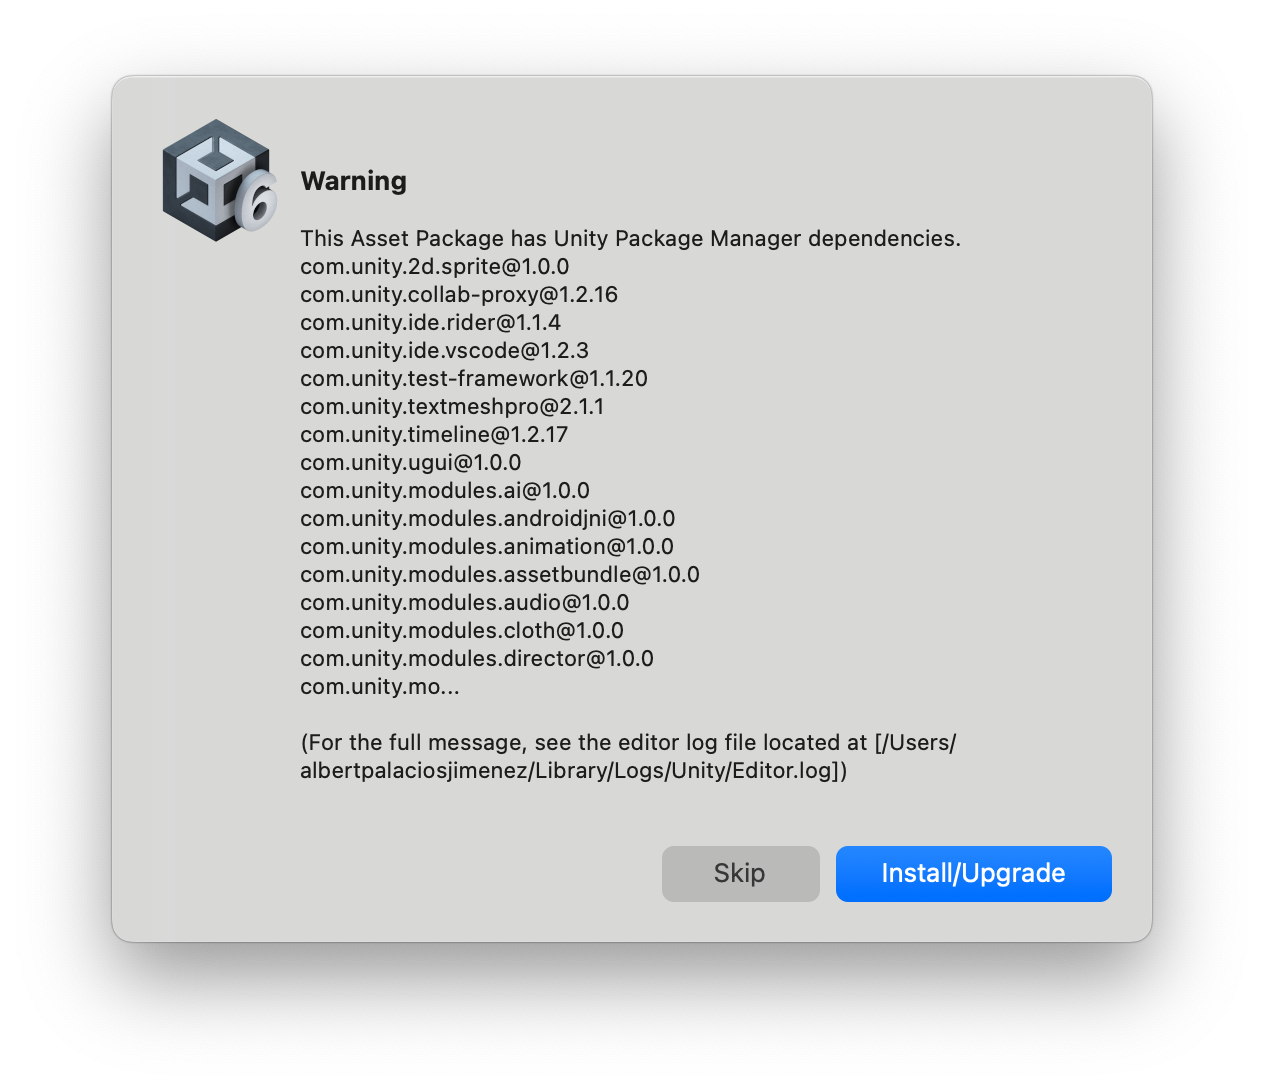 6
Warning
This Asset Package has Unity Package Manager dependencies.
com.unity.2d.sprite@1.0.0
com.unity.collab-proxy@1.2.16
com.unity.ide.rider@1.1.4
com.unity.ide.vscode@1.2.3
com.unity.test-framework@1.1.20
com.unity.textmeshpro@2.1.1
com.unity.timeline@1.2.17
com.unity.ugui@1.0.0
com.unity.modules.ai@1.0.0
com.unity.modules.androidjni@1.0.0
com.unity.modules.animation@1.0.0
com.unity.modules.assetbundle@1.0.0
com.unity.modules.audio@1.0.0
com.unity.modules.cloth@1.0.0
com.unity.modules.director@1.0.0
com.unity.mo...
(For the full message, see the editor log file located at [/Users/
albertpalaciosjimenez/Library/Logs/Unity/Editor.log])
Skip
Install/Upgrade